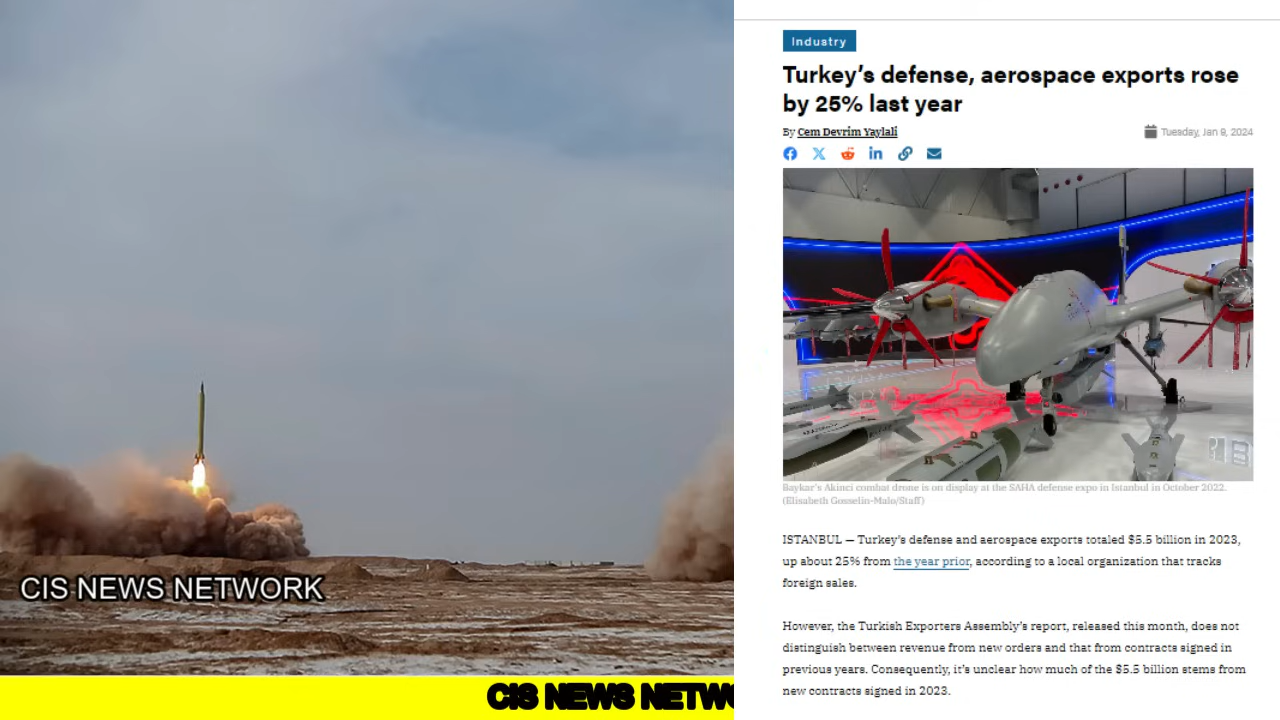 CIS NEWS NETWORK
CIS NEWS NETW
Industry
Turkey's defense, aerospace exports rose
by 25% last year
By Cem Devrim Yaylali
Tuesday, Jan 9, 2024
Baykar's Akinci combat drone is on display at the SAHA defense expo in Istanbul in October 2022.
(Elisabeth Gosselin-Malo/Staff)
ISTANBUL — Turkey's defense and aerospace exports totaled $5.5 billion in 2023,
up about 25% from the year prior, according to a local organization that tracks
foreign sales.
However, the Turkish Exporters Assembly's report, released this month, does not
distinguish between revenue from new orders and that from contracts signed in
previous years. Consequently, it's unclear how much of the $5.5 billion stems from
new contracts signed in 2023.